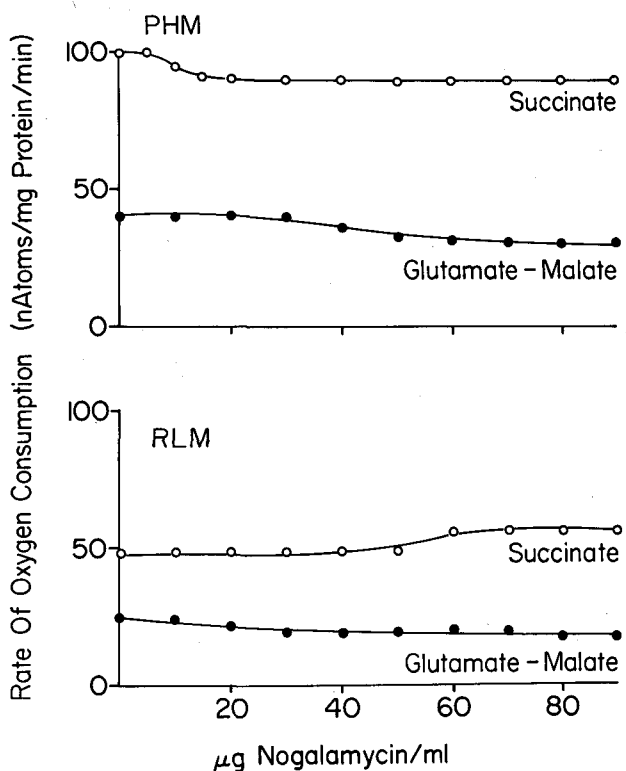 PHM
100
50
0
Succinate
Glutamate-Malate
Rate Of Oxygen Consumption (nAtoms/mg Protein/min)
RLM
100
50
0
Succinate
Glutamate-Malate
20 40 60 80
μg Nogalamycin/ml